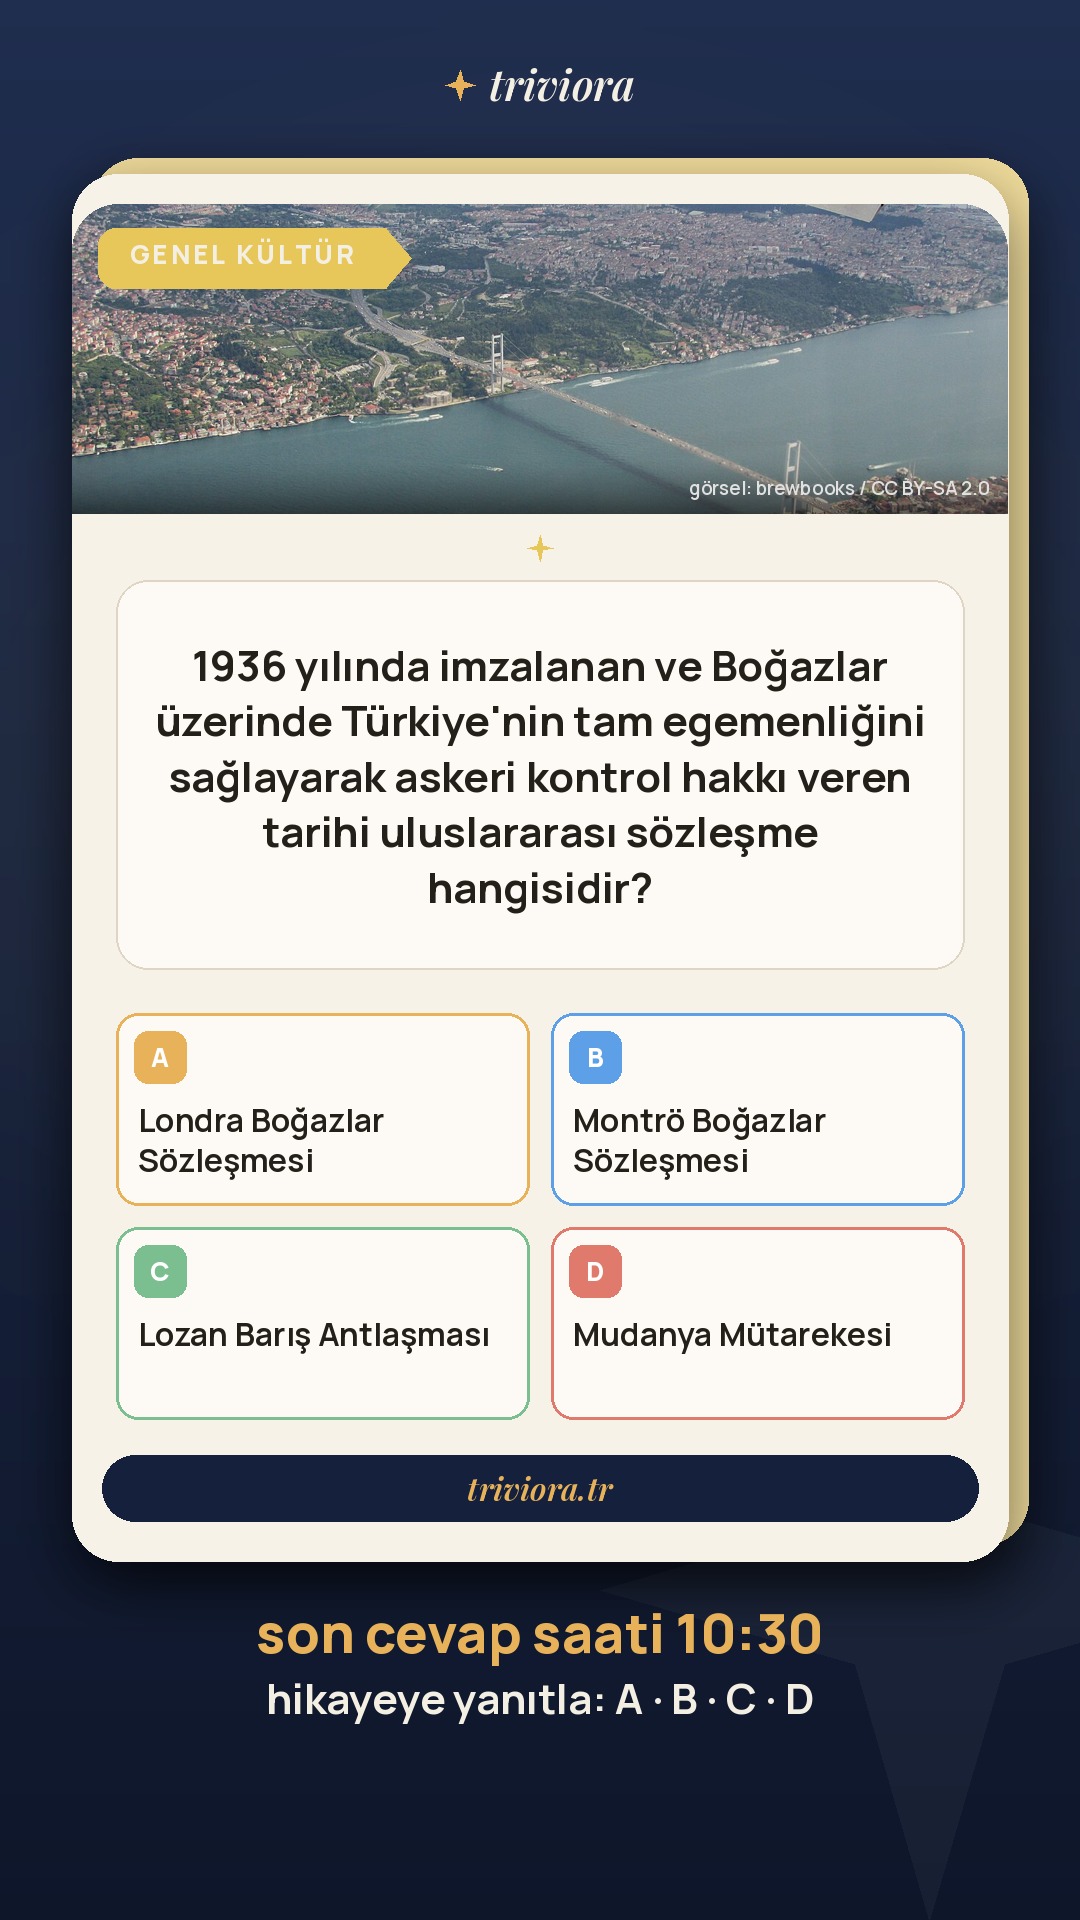 triviora
GENEL KÜLTÜR
görsel: brewbooks / CC BY-SA 2.0
1936 yılında imzalanan ve Boğazlar
üzerinde Türkiye'nin tam egemenliğini
sağlayarak askeri kontrol hakkı veren
tarihi uluslararası sözleşme
hangisidir?
A
Londra Boğazlar
Sözleşmesi
B
Montrö Boğazlar
Sözleşmesi
C
Lozan Barış Antlaşması
D
Mudanya Mütarekesi
triviora.tr
son cevap saati 10:30
hikayeye yanıtla: A · B · C · D